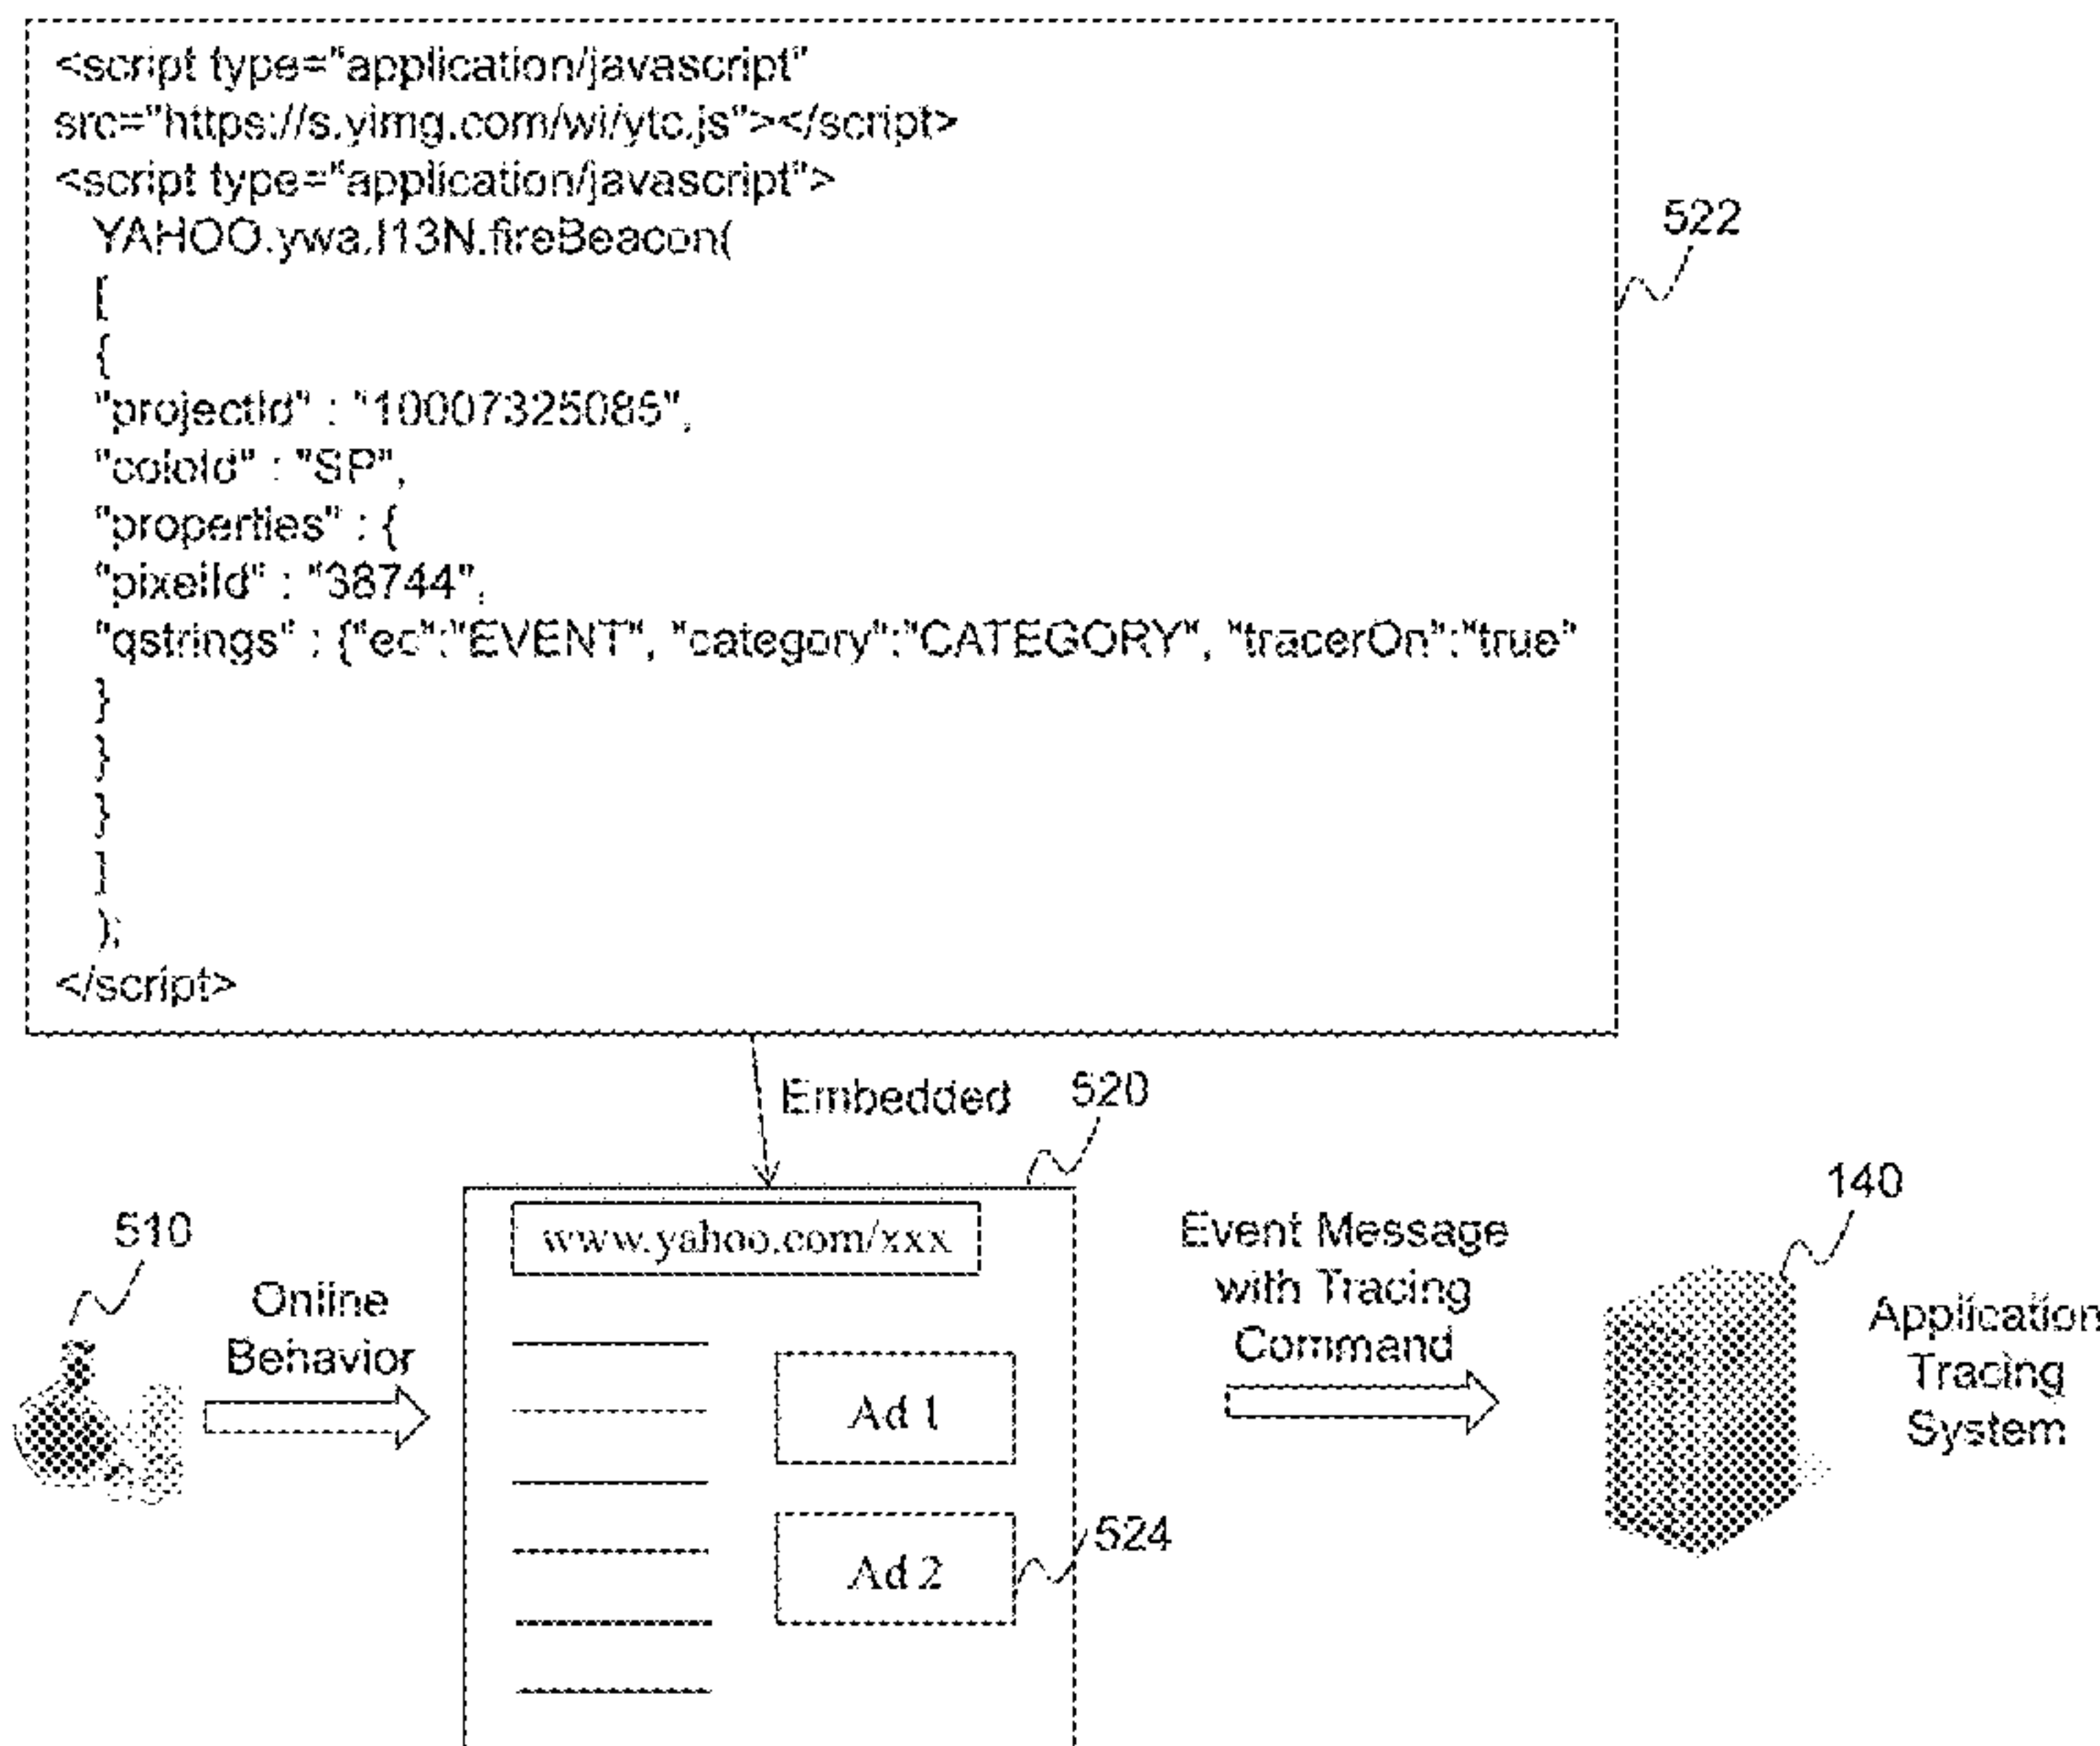 <script type="application/javascript"
src="https://s.yimg.com/wi/ytc.js"></script>
<script type="application/javascript">
YAHOO.ywa.I13N.fireBeacon(
[
{
"projectId" : "10007325085",
"coloId" : "SP",
"properties" : {
"pixelId" : "38744",
"qstrings" : {"ec":"EVENT", "category":"CATEGORY", "tracerOn":"true"
}
}
}
]
);
</script>
522
Embedded
520
510
Online
Behavior
www.yahoo.com/xxx
Ad 1
Ad 2
524
Event Message
with Tracing
Command
140
Application
Tracing
System